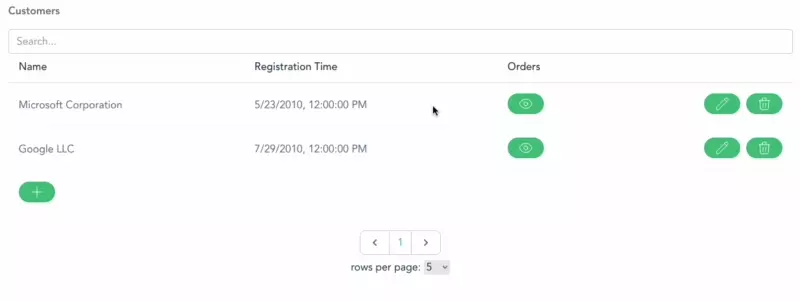 Customers
Search...
Name Registration Time Orders
Microsoft Corporation 5/23/2010, 12:00:00 PM
Google LLC 7/29/2010, 12:00:00 PM
1
rows per page: 5